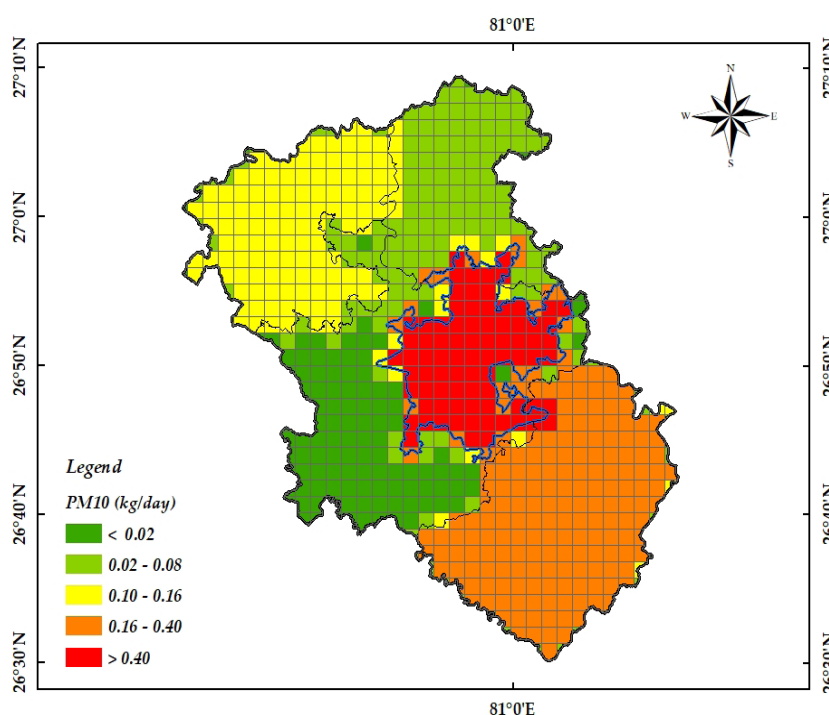 81°0'E
27°10'N
27°10'N
N
W
E
S
27°0'N
27°0'N
26°50'N
26°50'N
Legend
PM10 (kg/day)
< 0.02
0.02 - 0.08
0.10 - 0.16
0.16 - 0.40
> 0.40
26°40'N
26°40'N
26°30'N
26°30'N
81°0'E